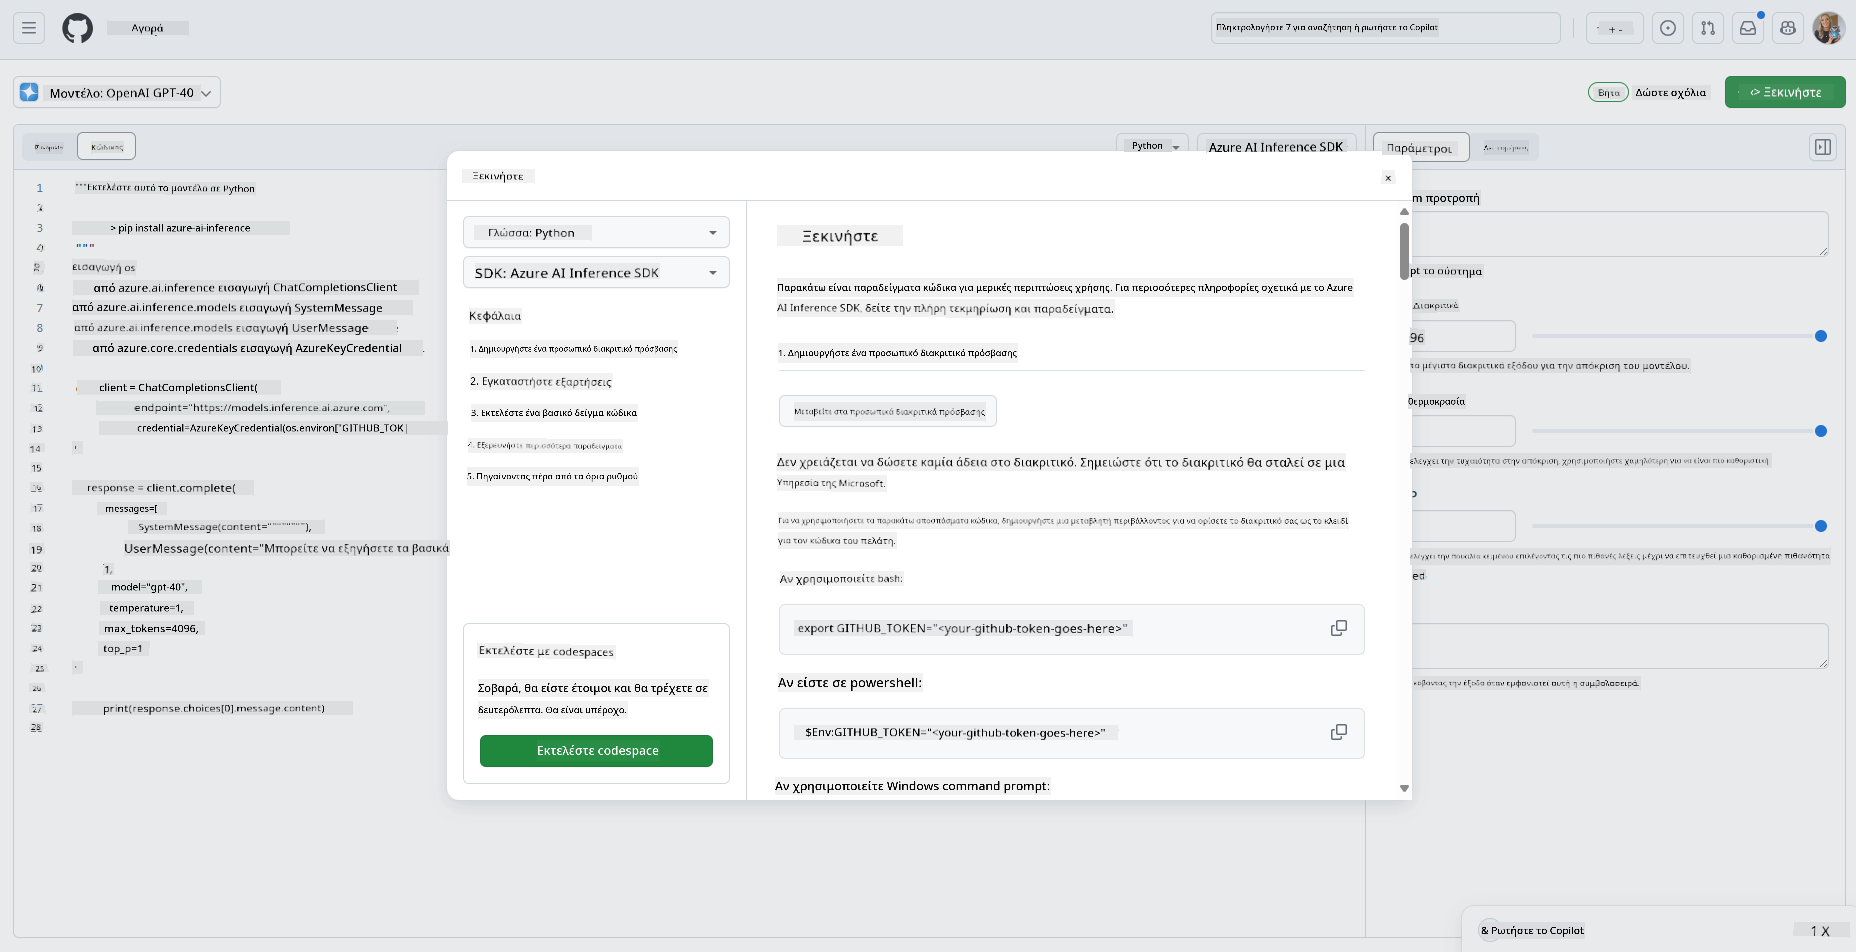 Αγορά
Πληκτρολογήστε 7 για αναζήτηση ή ρωτήστε το Copilot
+ -
Μοντέλο: OpenAI GPT-40
Βήτα
Δώστε σχόλια
<> Ξεκινήστε
Κώδικας
Python
Azure AI Inference SDK
Παράμετροι
1 """Εκτελέστε αυτό το μοντέλο σε Python
2
3 > pip install azure-ai-inference
4 """
εισαγωγή os
από azure.ai.inference εισαγωγή ChatCompletionsClient
7 από azure.ai.inference.models εισαγωγή SystemMessage
8 από azure.ai.inference.models εισαγωγή UserMessage
9 από azure.core.credentials εισαγωγή AzureKeyCredential
10
11 client = ChatCompletionsClient(
12 endpoint="https://models.inference.ai.azure.com",
13 credential=AzureKeyCredential(os.environ["GITHUB_TOK
14
15
16 response = client.complete(
17 messages=[
18 SystemMessage(content=""""""),
19 UserMessage(content="Μπορείτε να εξηγήσετε τα βασικά
20 ],
21 model="gpt-40",
22 temperature=1,
23 max_tokens=4096,
24 top_p=1
25
26
27 print(response.choices[0].message.content)
28
Ξεκινήστε
x
Γλώσσα: Python
SDK: Azure AI Inference SDK
Κεφάλαια
1. Δημιουργήστε ένα προσωπικό διακριτικό πρόσβασης
2. Εγκαταστήστε εξαρτήσεις
3. Εκτελέστε ένα βασικό δείγμα κώδικα
4. Εξερευνήστε περισσότερα παραδείγματα
5. Πηγαίνοντας πέρα από τα όρια ρυθμού
Εκτελέστε με codespaces
Σοβαρά, θα είστε έτοιμοι και θα τρέχετε σε
δευτερόλεπτα. Θα είναι υπέροχο.
Εκτελέστε codespace
Ξεκινήστε
Παρακάτω είναι παραδείγματα κώδικα για μερικές περιπτώσεις χρήσης. Για περισσότερες πληροφορίες σχετικά με το Azure
AI Inference SDK, δείτε την πλήρη τεκμηρίωση και παραδείγματα.
1. Δημιουργήστε ένα προσωπικό διακριτικό πρόσβασης
Μεταβείτε στα προσωπικά διακριτικά πρόσβασης
Δεν χρειάζεται να δώσετε καμία άδεια στο διακριτικό. Σημειώστε ότι το διακριτικό θα σταλεί σε μια
Υπηρεσία της Microsoft.
Για να χρησιμοποιήσετε τα παρακάτω αποσπάσματα κώδικα, δημιουργήστε μια μεταβλητή περιβάλλοντος για να ορίσετε το διακριτικό σας ως το κλειδί
για τον κώδικα του πελάτη.
Αν χρησιμοποιείτε bash:
export GITHUB_TOKEN="<your-github-token-goes-here>"
Αν είστε σε powershell:
$Env:GITHUB_TOKEN="<your-github-token-goes-here>"
Αν χρησιμοποιείτε Windows command prompt:
m προτροπή
pt το σύστημα
Διακριτικά
96
τα μέγιστα διακριτικά εξόδου για την απόκριση του μοντέλου.
θερμοκρασία
λέγχει την τυχαιότητα στην απόκριση, χρησιμοποιήστε χαμηλότερη για να είναι πιο καθοριστική
λέγχει την ποικιλία κειμένου επιλέγοντας τις πιο πιθανές λέξεις μέχρι να επιτευχθεί μια καθορισμένη πιθανότητα
ed
κόβοντας την έξοδο όταν εμφανιστεί αυτή η συμβολοσειρά.
& Ρωτήστε το Copilot
1 X